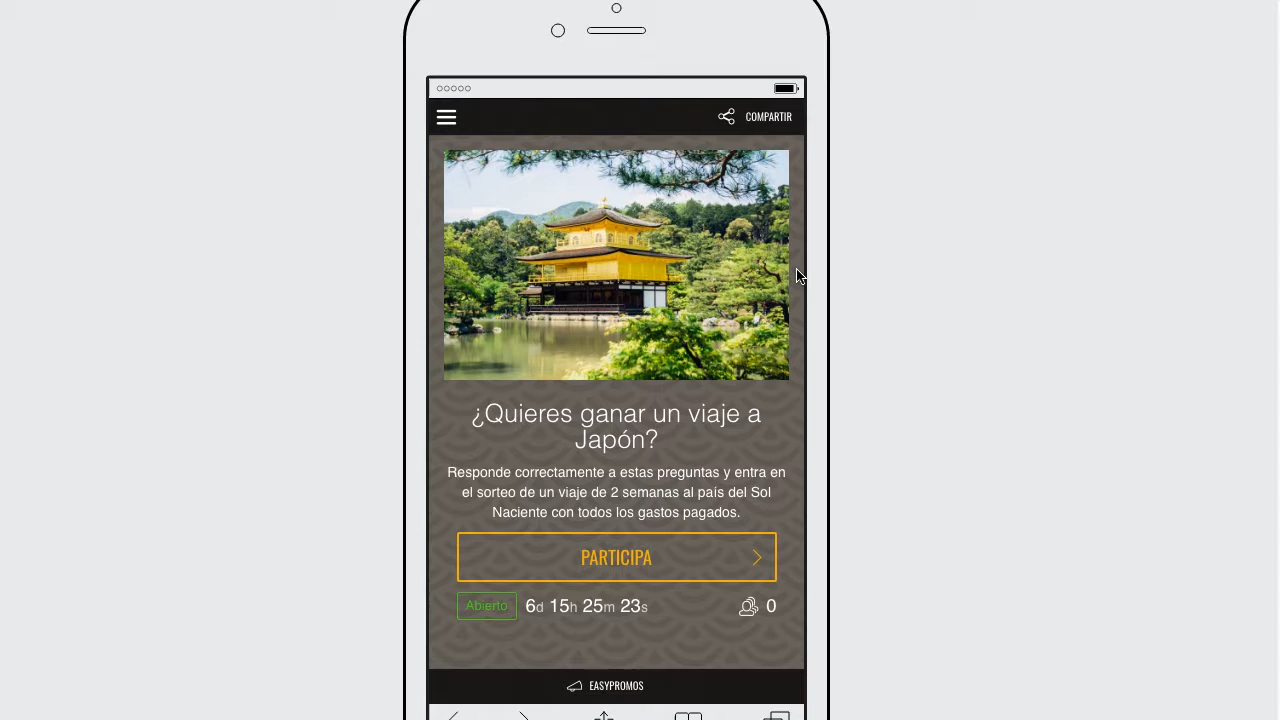 COMPARTIR
¿Quieres ganar un viaje a
Japón?
Responde correctamente a estas preguntas y entra en
el sorteo de un viaje de 2 semanas al país del Sol
Naciente con todos los gastos pagados.
PARTICIPA
Abierto 6d 15h 25m 23s 0
EASYPROMOS